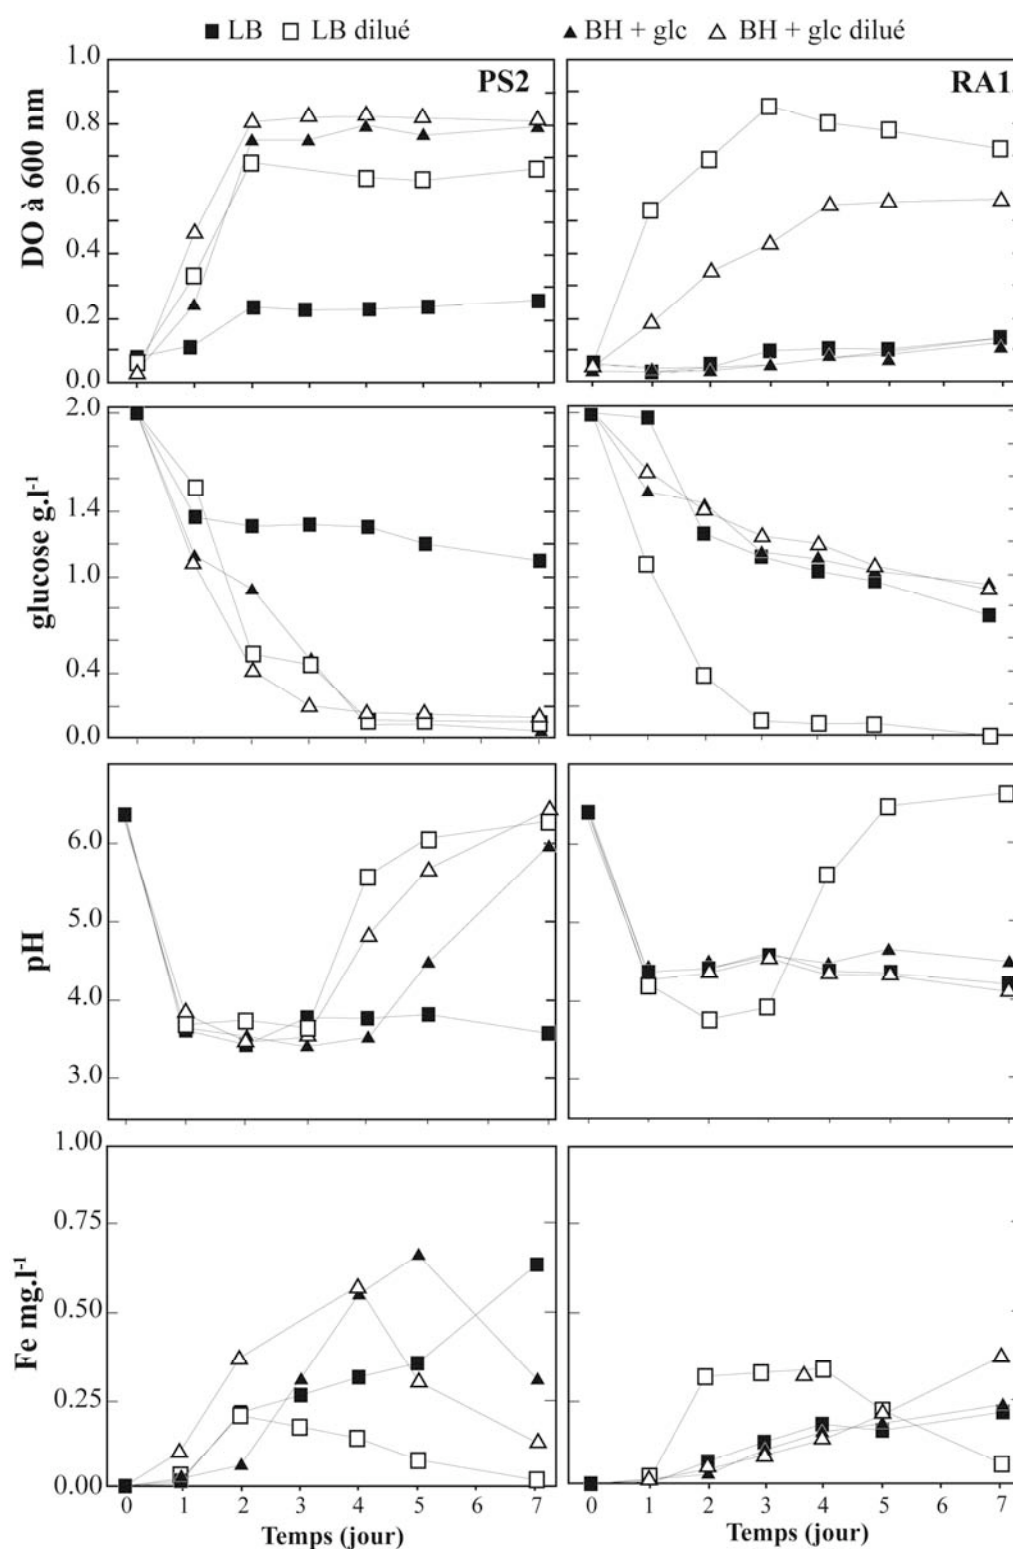 LB LB dilué BH + glc BH + glc dilué
PS2 RA1
DO à 600 nm
1.0
0.8
0.6
0.4
0.2
0.0
glucose g.l⁻¹
2.0
1.4
1.0
0.4
0.0
pH
6.0
5.0
4.0
3.0
Fe mg.l⁻¹
1.00
0.75
0.50
0.25
0.00
0 1 2 3 4 5 6 7 0 1 2 3 4 5 6 7
Temps (jour) Temps (jour)